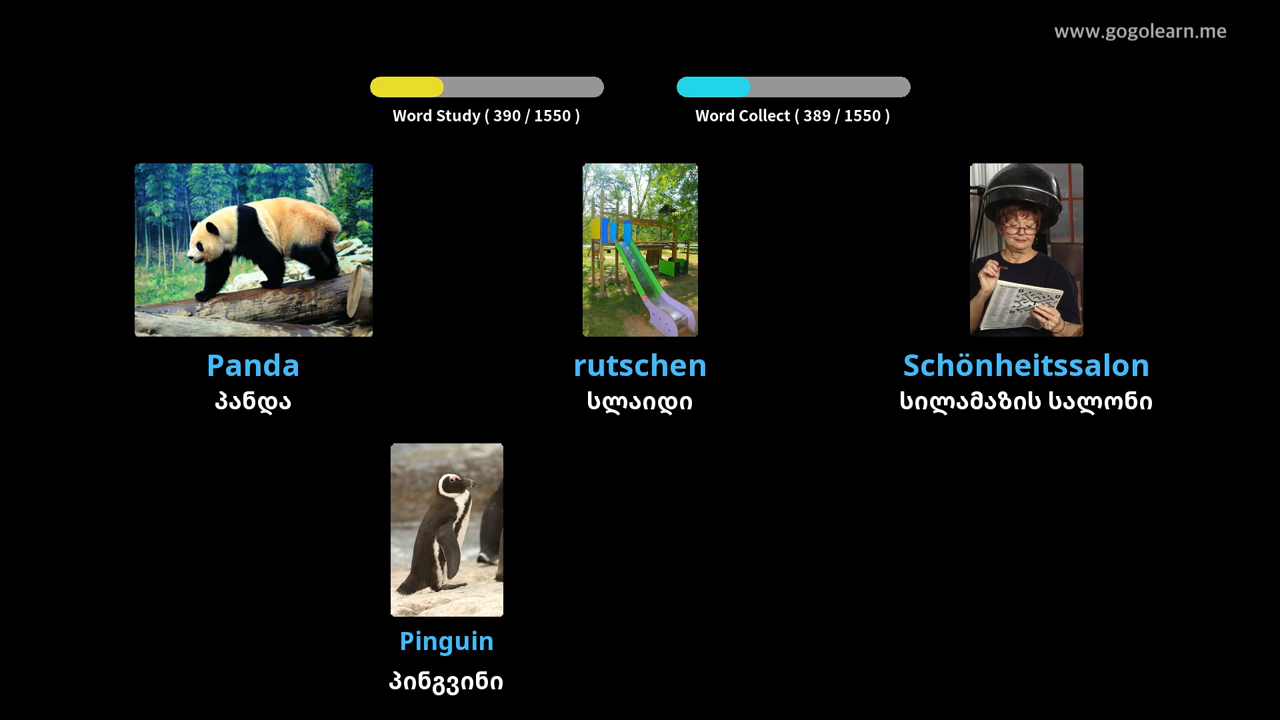 www.gogolearn.me
Word Study ( 390 / 1550 )
Word Collect ( 389 / 1550 )
Panda
rutschen
Schönheitssalon
პანდა
სლაიდი
სილამაზის სალონი
Pinguin
პინგვინი